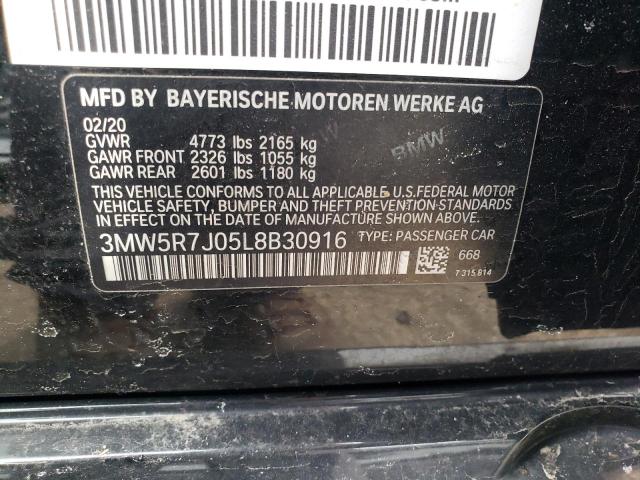 MFD BY BAYERISCHE MOTOREN WERKE AG
02/20
GVWR 4773 lbs 2165 kg
GAWR FRONT 2326 lbs 1055 kg
GAWR REAR 2601 lbs 1180 kg
BMW BMW
THIS VEHICLE CONFORMS TO ALL APPLICABLE U.S.FEDERAL MOTOR
VEHICLE SAFETY, BUMPER AND THEFT PREVENTION STANDARDS
IN EFFECT ON THE DATE OF MANUFACTURE SHOWN ABOVE.
3MW5R7J05L8B30916 TYPE: PASSENGER CAR
668
7 315 814